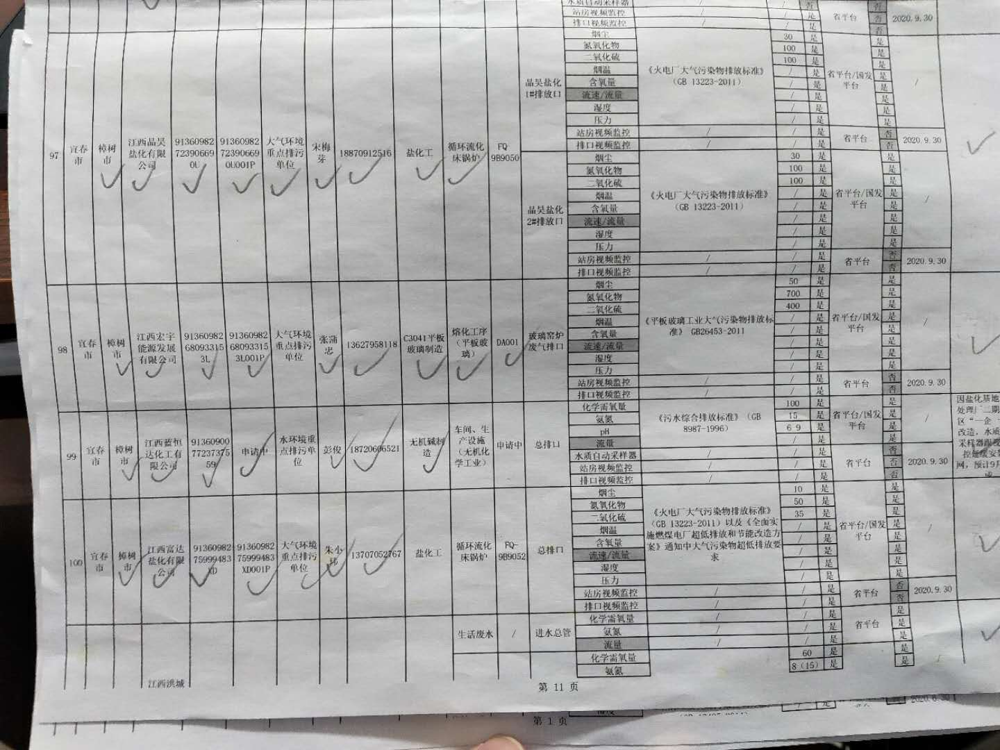 水质自动采样器 / / 否 否
站房视频监控 / / 是 省平台 否 2020.9.30
排口视频监控 / / 是 否
97
宜春市
樟树市
江西晶昊盐化有限公司
91360982
72390669
0U
91360982
72390669
0U001P
大气环境重点排污单位
宋梅芽
18870912516
盐化工
循环流化床锅炉
FQ-
9B9050
晶昊盐化
1#排放口
烟尘 30 是 是
氮氧化物 100 是 是
二氧化硫 100 是 是
烟温 / 是 是
含氧量 / 是 是
流速/流量 / 是 是
湿度 / 是 是
压力 / 是 是
《火电厂大气污染物排放标准》
（GB 13223-2011）
省平台/国发平台
/
站房视频监控 / / 是 省平台 否 2020.9.30
排口视频监控 / / 是 否
晶昊盐化
2#排放口
烟尘 30 是 是
氮氧化物 100 是 是
二氧化硫 100 是 是
烟温 / 是 是
含氧量 / 是 是
流速/流量 / 是 是
湿度 / 是 是
压力 / 是 是
《火电厂大气污染物排放标准》
（GB 13223-2011）
省平台/国发平台
/
站房视频监控 / / 是 省平台 否 2020.9.30
排口视频监控 / / 是 否
98
宜春市
樟树市
江西宏宇能源发展有限公司
91360982
68093315
3L
91360982
68093315
3L001P
大气环境重点排污单位
张蒲忠
13627958118
C3041平板玻璃制造
熔化工序（平板玻璃）
DA001
玻璃窑炉废气排口
烟尘 50 是 是
氮氧化物 700 是 是
二氧化硫 400 是 是
烟温 / 是 是
含氧量 / 是 是
流速/流量 / 是 是
湿度 / 是 是
压力 / 是 是
《平板玻璃工业大气污染物排放标准》 GB26453-2011
省平台/国发平台
/
站房视频监控 / / 是 省平台 否 2020.9.30
排口视频监控 / / 是 否
99
宜春市
樟树市
江西蓝恒达化工有限公司
91360900
77237375
59
申请中
水环境重点排污单位
彭俊
18720606521
无机碱制造
车间、生产设施（无机化学工业）
申请中
总排口
化学需氧量 100 是 是
氨氮 15 是 是
pH 6-9 是 是
流量 / 是 是
《污水综合排放标准》（GB
8987-1996）
省平台/国发平台
/
水质自动采样器 / / 是 否
站房视频监控 / / 是 省平台 否 2020.9.30
排口视频监控 / / 是 否
因盐化基地
处理厂二期
区“一企一
改造，水质
采样器跟视
控延缓安装
网，预计9月
成
100
宜春市
樟树市
江西富达盐化有限公司
91360982
75999483
XD
91360982
75999483
XD001P
大气环境重点排污单位
朱小玮
13707052767
盐化工
循环流化床锅炉
FQ-
9B9052
总排口
烟尘 10 是 是
氮氧化物 50 是 是
二氧化硫 35 是 是
烟温 / 是 是
含氧量 / 是 是
流速/流量 / 是 是
湿度 / 是 是
压力 / 是 是
《火电厂大气污染物排放标准》
（GB 13223-2011）以及《全面实
施燃煤电厂超低排放和节能改造方
案》通知中大气污染物超低排放要
求
省平台/国发平台
/
站房视频监控 / / 是 省平台 否 2020.9.30
排口视频监控 / / 是 否
江西洪城
生活废水
/
进水总管
化学需氧量 / / 是 是
氨氮 / / 是 省平台 是
流量 / / 是 是
化学需氧量 60 是 是
氨氮 8（15） 是 是 /
第 11 页
湿度
/ 是
2020.6.30
第 1 页